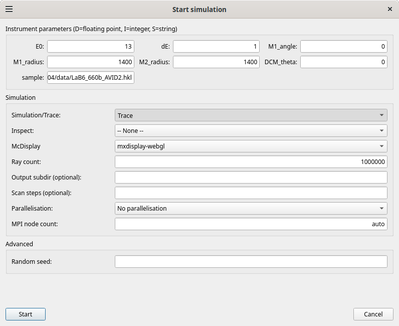 Start simulation
Instrument parameters (D=floating point, I=integer, S=string)
E0: 13 dE: 1 M1_angle: 0
M1_radius: 1400 M2_radius: 1400 DCM_theta: 0
sample: 04/data/LaB6_660b_AVID2.hkl
Simulation
Simulation/Trace: Trace
Inspect: -- None --
McDisplay mxdisplay-webgl
Ray count: 1000000
Output subdir (optional):
Scan steps (optional):
Parallelisation: No parallelisation
MPI node count: auto
Advanced
Random seed:
Start Cancel